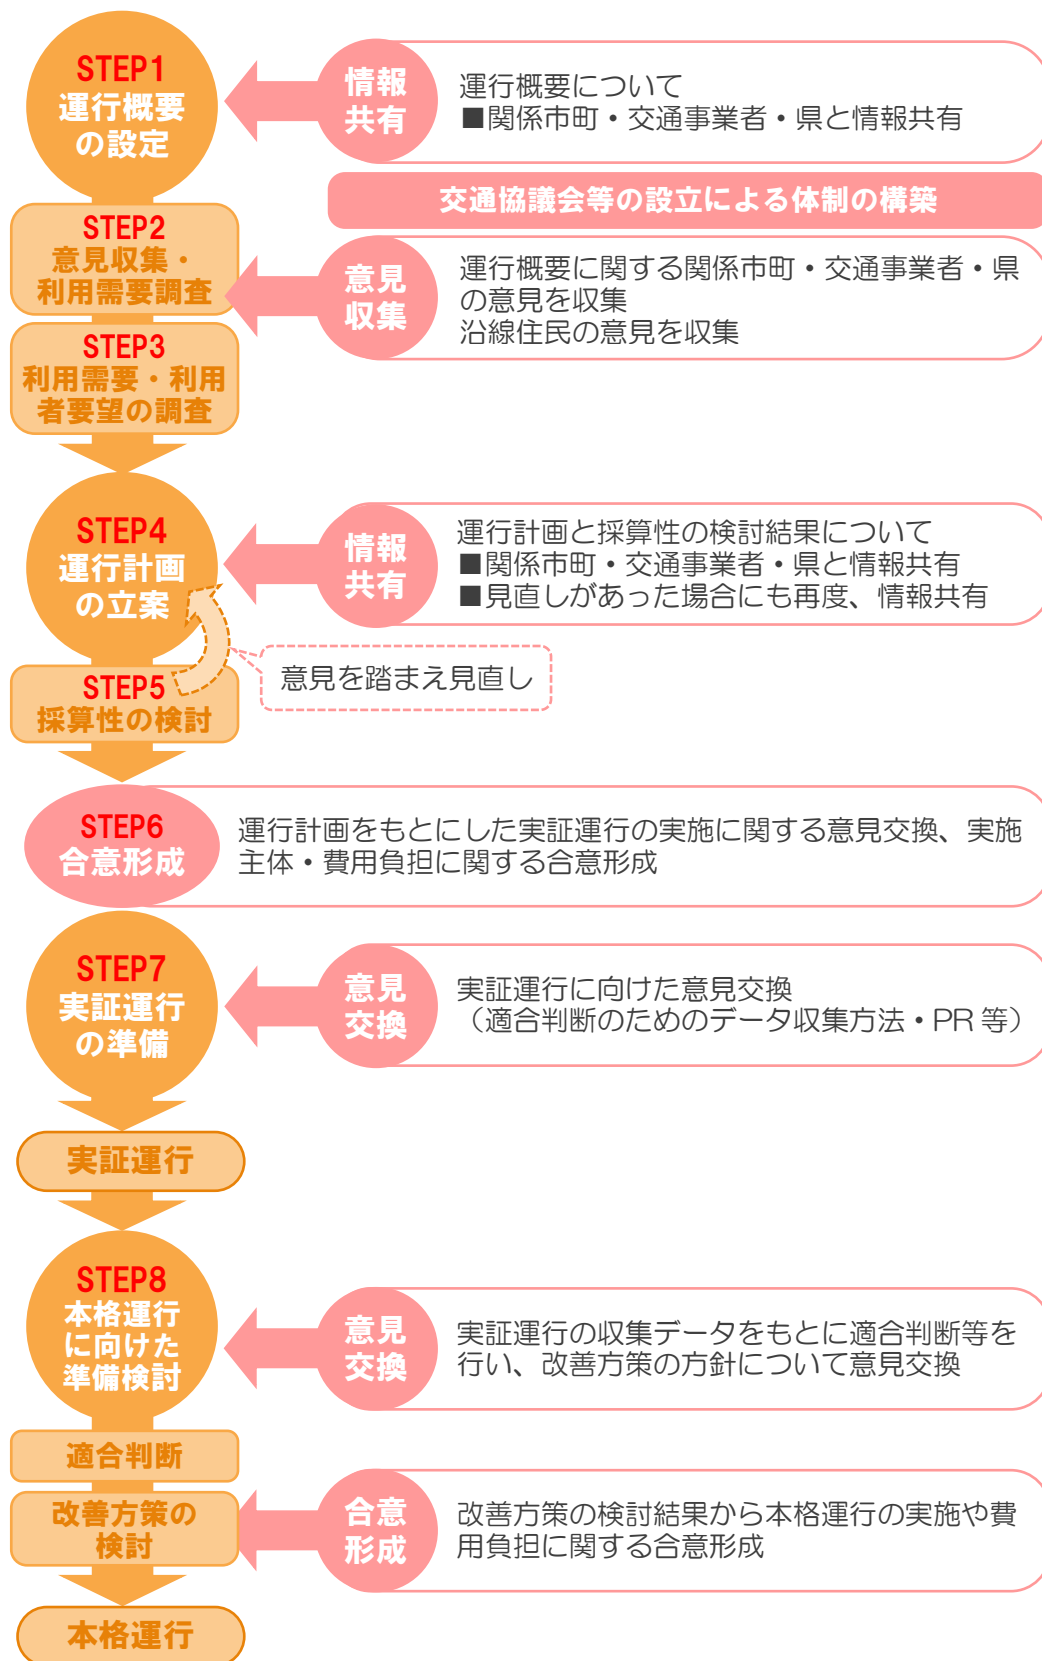 STEP1
運行概要
の設定
情報
共有
運行概要について
■関係市町・交通事業者・県と情報共有
交通協議会等の設立による体制の構築
STEP2
意見収集・
利用需要調査
意見
収集
運行概要に関する関係市町・交通事業者・県
の意見を収集
沿線住民の意見を収集
STEP3
利用需要・利用
者要望の調査
STEP4
運行計画
の立案
情報
共有
運行計画と採算性の検討結果について
■関係市町・交通事業者・県と情報共有
■見直しがあった場合にも再度、情報共有
意見を踏まえ見直し
STEP5
採算性の検討
STEP6
合意形成
運行計画をもとにした実証運行の実施に関する意見交換、実施
主体・費用負担に関する合意形成
STEP7
実証運行
の準備
意見
交換
実証運行に向けた意見交換
（適合判断のためのデータ収集方法・PR 等）
実証運行
STEP8
本格運行
に向けた
準備検討
意見
交換
実証運行の収集データをもとに適合判断等を
行い、改善方策の方針について意見交換
適合判断
改善方策の
検討
合意
形成
改善方策の検討結果から本格運行の実施や費
用負担に関する合意形成
本格運行